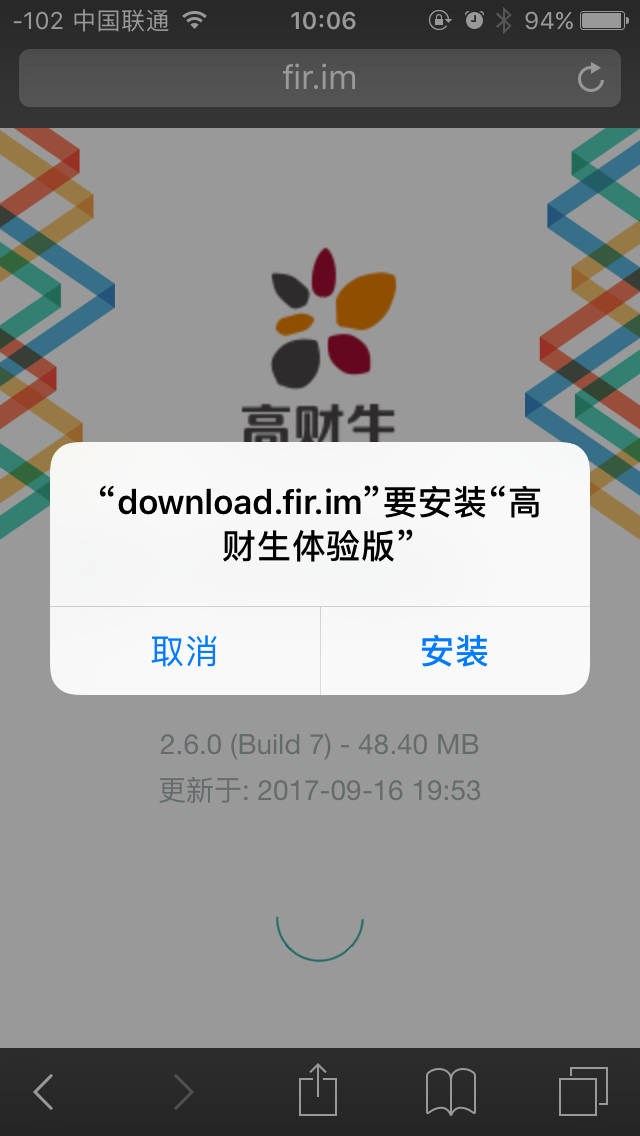 -102 中国联通 10:06 94%
fir.im
高财生
“download.fir.im”要安装“高
财生体验版”
取消 安装
2.6.0 (Build 7) - 48.40 MB
更新于: 2017-09-16 19:53